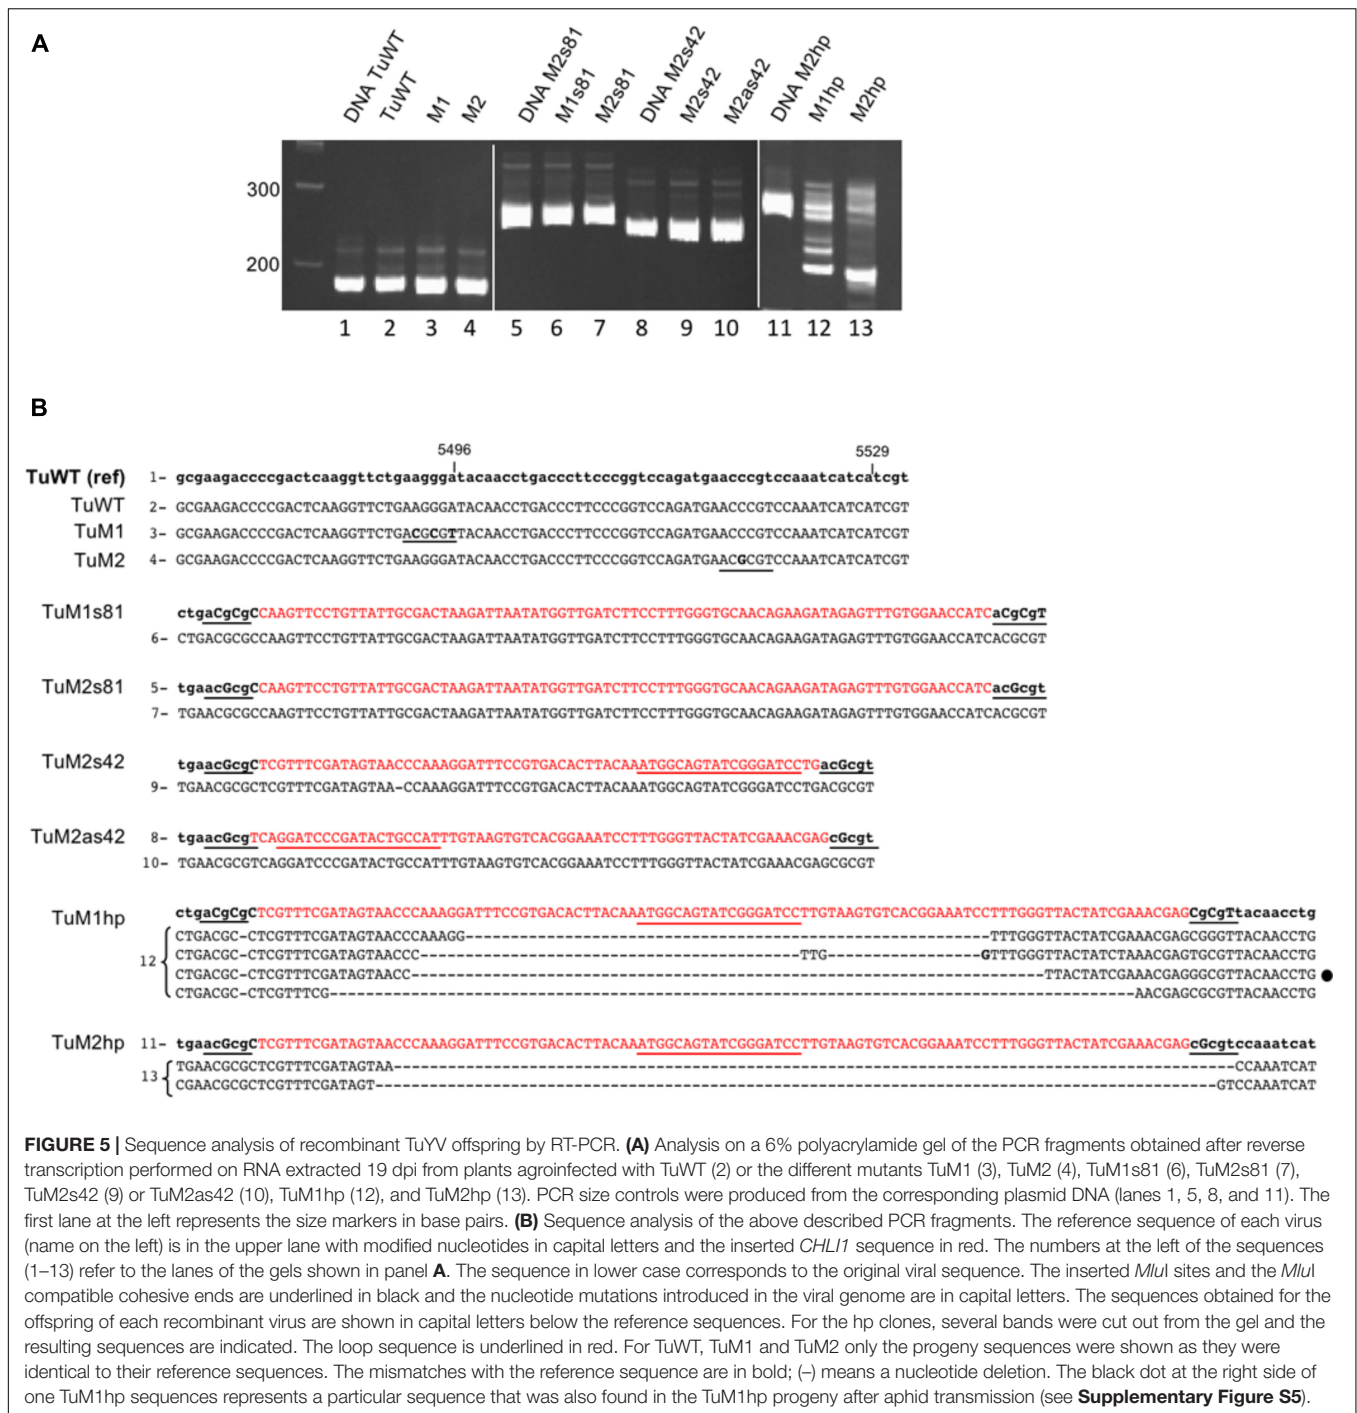 A
DNA TuWT
TuWT
M1
M2
DNA M2s81
M1s81
M2s81
DNA M2s42
M2s42
M2as42
DNA M2hp
M1hp
M2hp
300
200
1 2 3 4 5 6 7 8 9 10 11 12 13
B
5496 5529
TuWT (ref) 1- gcgaagaccccgactcaaggttctgaagggatacaacctgacccttcccggtccagatgaacccgtccaaatcatcatcgt
TuWT 2- GCGAAGACCCCGACTCAAGGTTCTGAAGGGATACAACCTGACCCTTCCCGGTCCAGATGAACCCGTCCAAATCATCATCGT
TuM1 3- GCGAAGACCCCGACTCAAGGTTCTGACGCGTTACAACCTGACCCTTCCCGGTCCAGATGAACCCGTCCAAATCATCATCGT
TuM2 4- GCGAAGACCCCGACTCAAGGTTCTGAAGGGATACAACCTGACCCTTCCCGGTCCAGATGAACGCGTCCAAATCATCATCGT
TuM1s81 ctgaCgCgCCAAGTTCCTGTTATTGCGACTAAGATTAATATGGTTGATCTTCCTTTGGGTGCAACAGAAGATAGAGTTTGTGGAACCATCaCgCgT
6- CTGACGCGCCAAGTTCCTGTTATTGCGACTAAGATTAATATGGTTGATCTTCCTTTGGGTGCAACAGAAGATAGAGTTTGTGGAACCATCACGCGT
TuM2s81 5- tgaacGcgCCAAGTTCCTGTTATTGCGACTAAGATTAATATGGTTGATCTTCCTTTGGGTGCAACAGAAGATAGAGTTTGTGGAACCATCacGcgt
7- TGAACGCGCCAAGTTCCTGTTATTGCGACTAAGATTAATATGGTTGATCTTCCTTTGGGTGCAACAGAAGATAGAGTTTGTGGAACCATCACGCGT
TuM2s42 tgaacGcgCTCGTTTCGATAGTAACCCAAAGGATTTCCGTGACACTTACAAATGGCAGTATCGGGATCCTGacGcgt
9- TGAACGCGCTCGTTTCGATAGTAA-CCAAAGGATTTCCGTGACACTTACAAATGGCAGTATCGGGATCCTGACGCGT
TuM2as42 8- tgaacGcgTCAGGATCCCGATACTGCCATTTGTAAGTGTCACGGAAATCCTTTGGGTTACTATCGAAACGAGcGcgt
10- TGAACGCGTCAGGATCCCGATACTGCCATTTGTAAGTGTCACGGAAATCCTTTGGGTTACTATCGAAACGAGCGCGT
TuM1hp ctgaCgCgCTCGTTTCGATAGTAACCCAAAGGATTTCCGTGACACTTACAAATGGCAGTATCGGGATCCTTGTAAGTGTCACGGAAATCCTTTGGGTTACTATCGAAACGAGCgCgTtacaacctg
12 CTGACGC-CTCGTTTCGATAGTAACCCAAAGG----------------------------------------------------------TTTGGGTTACTATCGAAACGAGCGGGTTACAACCTG
CTGACGC-CTCGTTTCGATAGTAACCC------------------------------------------TTG-----------------GTTTGGGTTACTATCTAAACGAGTGCGTTACAACCTG
CTGACGC-CTCGTTTCGATAGTAACC----------------------------------------------------------------------TTACTATCGAAACGAGGGCGTTACAACCTG ●
CTGACGC-CTCGTTTCG-----------------------------------------------------------------------------------------AACGAGCGCGTTACAACCTG
TuM2hp 11- tgaacGcgCTCGTTTCGATAGTAACCCAAAGGATTTCCGTGACACTTACAAATGGCAGTATCGGGATCCTTGTAAGTGTCACGGAAATCCTTTGGGTTACTATCGAAACGAGcGcgtccaaatcat
13 TGAACGCGCTCGTTTCGATAGTAA---------------------------------------------------------------------------------------------CCAAATCAT
CGAACGCGCTCGTTTCGATAGT---------------------------------------------------------------------------------------------GTCCAAATCAT
FIGURE 5 | Sequence analysis of recombinant TuYV offspring by RT-PCR. (A) Analysis on a 6% polyacrylamide gel of the PCR fragments obtained after reverse
transcription performed on RNA extracted 19 dpi from plants agroinfected with TuWT (2) or the different mutants TuM1 (3), TuM2 (4), TuM1s81 (6), TuM2s81 (7),
TuM2s42 (9) or TuM2as42 (10), TuM1hp (12), and TuM2hp (13). PCR size controls were produced from the corresponding plasmid DNA (lanes 1, 5, 8, and 11). The
first lane at the left represents the size markers in base pairs. (B) Sequence analysis of the above described PCR fragments. The reference sequence of each virus
(name on the left) is in the upper lane with modified nucleotides in capital letters and the inserted CHLI1 sequence in red. The numbers at the left of the sequences
(1–13) refer to the lanes of the gels shown in panel A. The sequence in lower case corresponds to the original viral sequence. The inserted MluI sites and the MluI
compatible cohesive ends are underlined in black and the nucleotide mutations introduced in the viral genome are in capital letters. The sequences obtained for the
offspring of each recombinant virus are shown in capital letters below the reference sequences. For the hp clones, several bands were cut out from the gel and the
resulting sequences are indicated. The loop sequence is underlined in red. For TuWT, TuM1 and TuM2 only the progeny sequences were shown as they were
identical to their reference sequences. The mismatches with the reference sequence are in bold; (–) means a nucleotide deletion. The black dot at the right side of
one TuM1hp sequences represents a particular sequence that was also found in the TuM1hp progeny after aphid transmission (see Supplementary Figure S5).